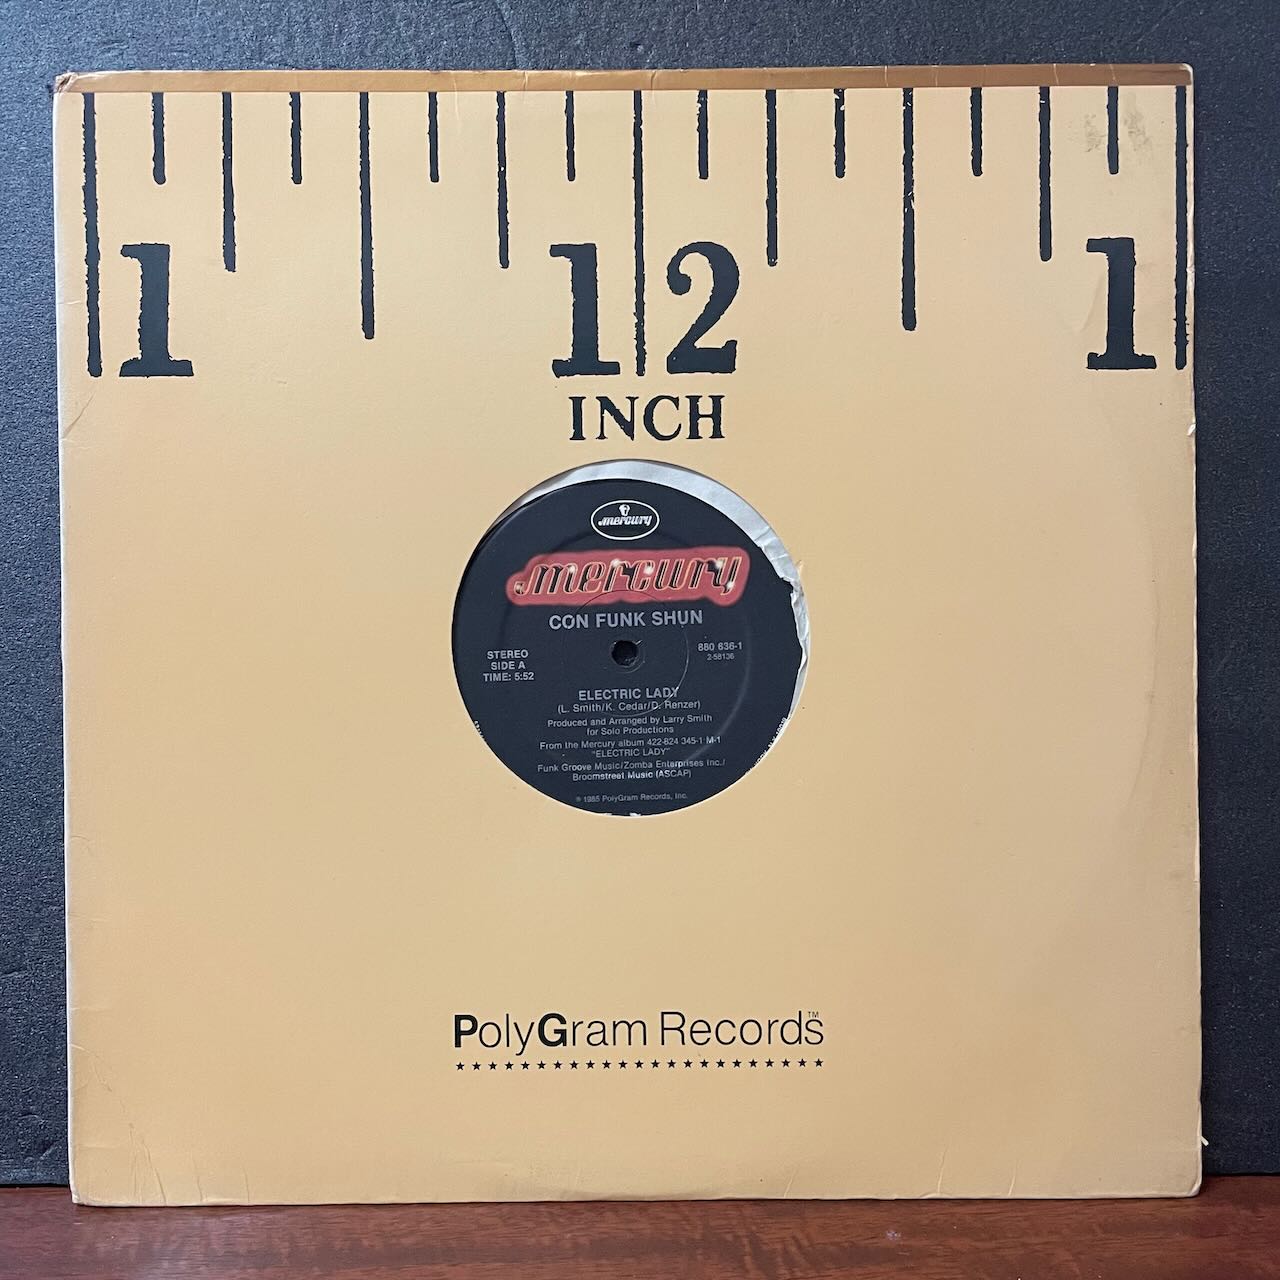 1 12 1
INCH
mercury
mercury
CON FUNK SHUN
STEREO
SIDE A
TIME: 5:52
880 636-1
2-58136
ELECTRIC LADY
(L. Smith/K. Cedar/D. Renzer)
Produced and Arranged by Larry Smith
for Solo Productions
From the Mercury album 422-824 345-1 M-1
"ELECTRIC LADY"
Funk Groove Music/Zomba Enterprises Inc./
Broomstreet Music (ASCAP)
℗ 1985 PolyGram Records, Inc.
PolyGram Records™